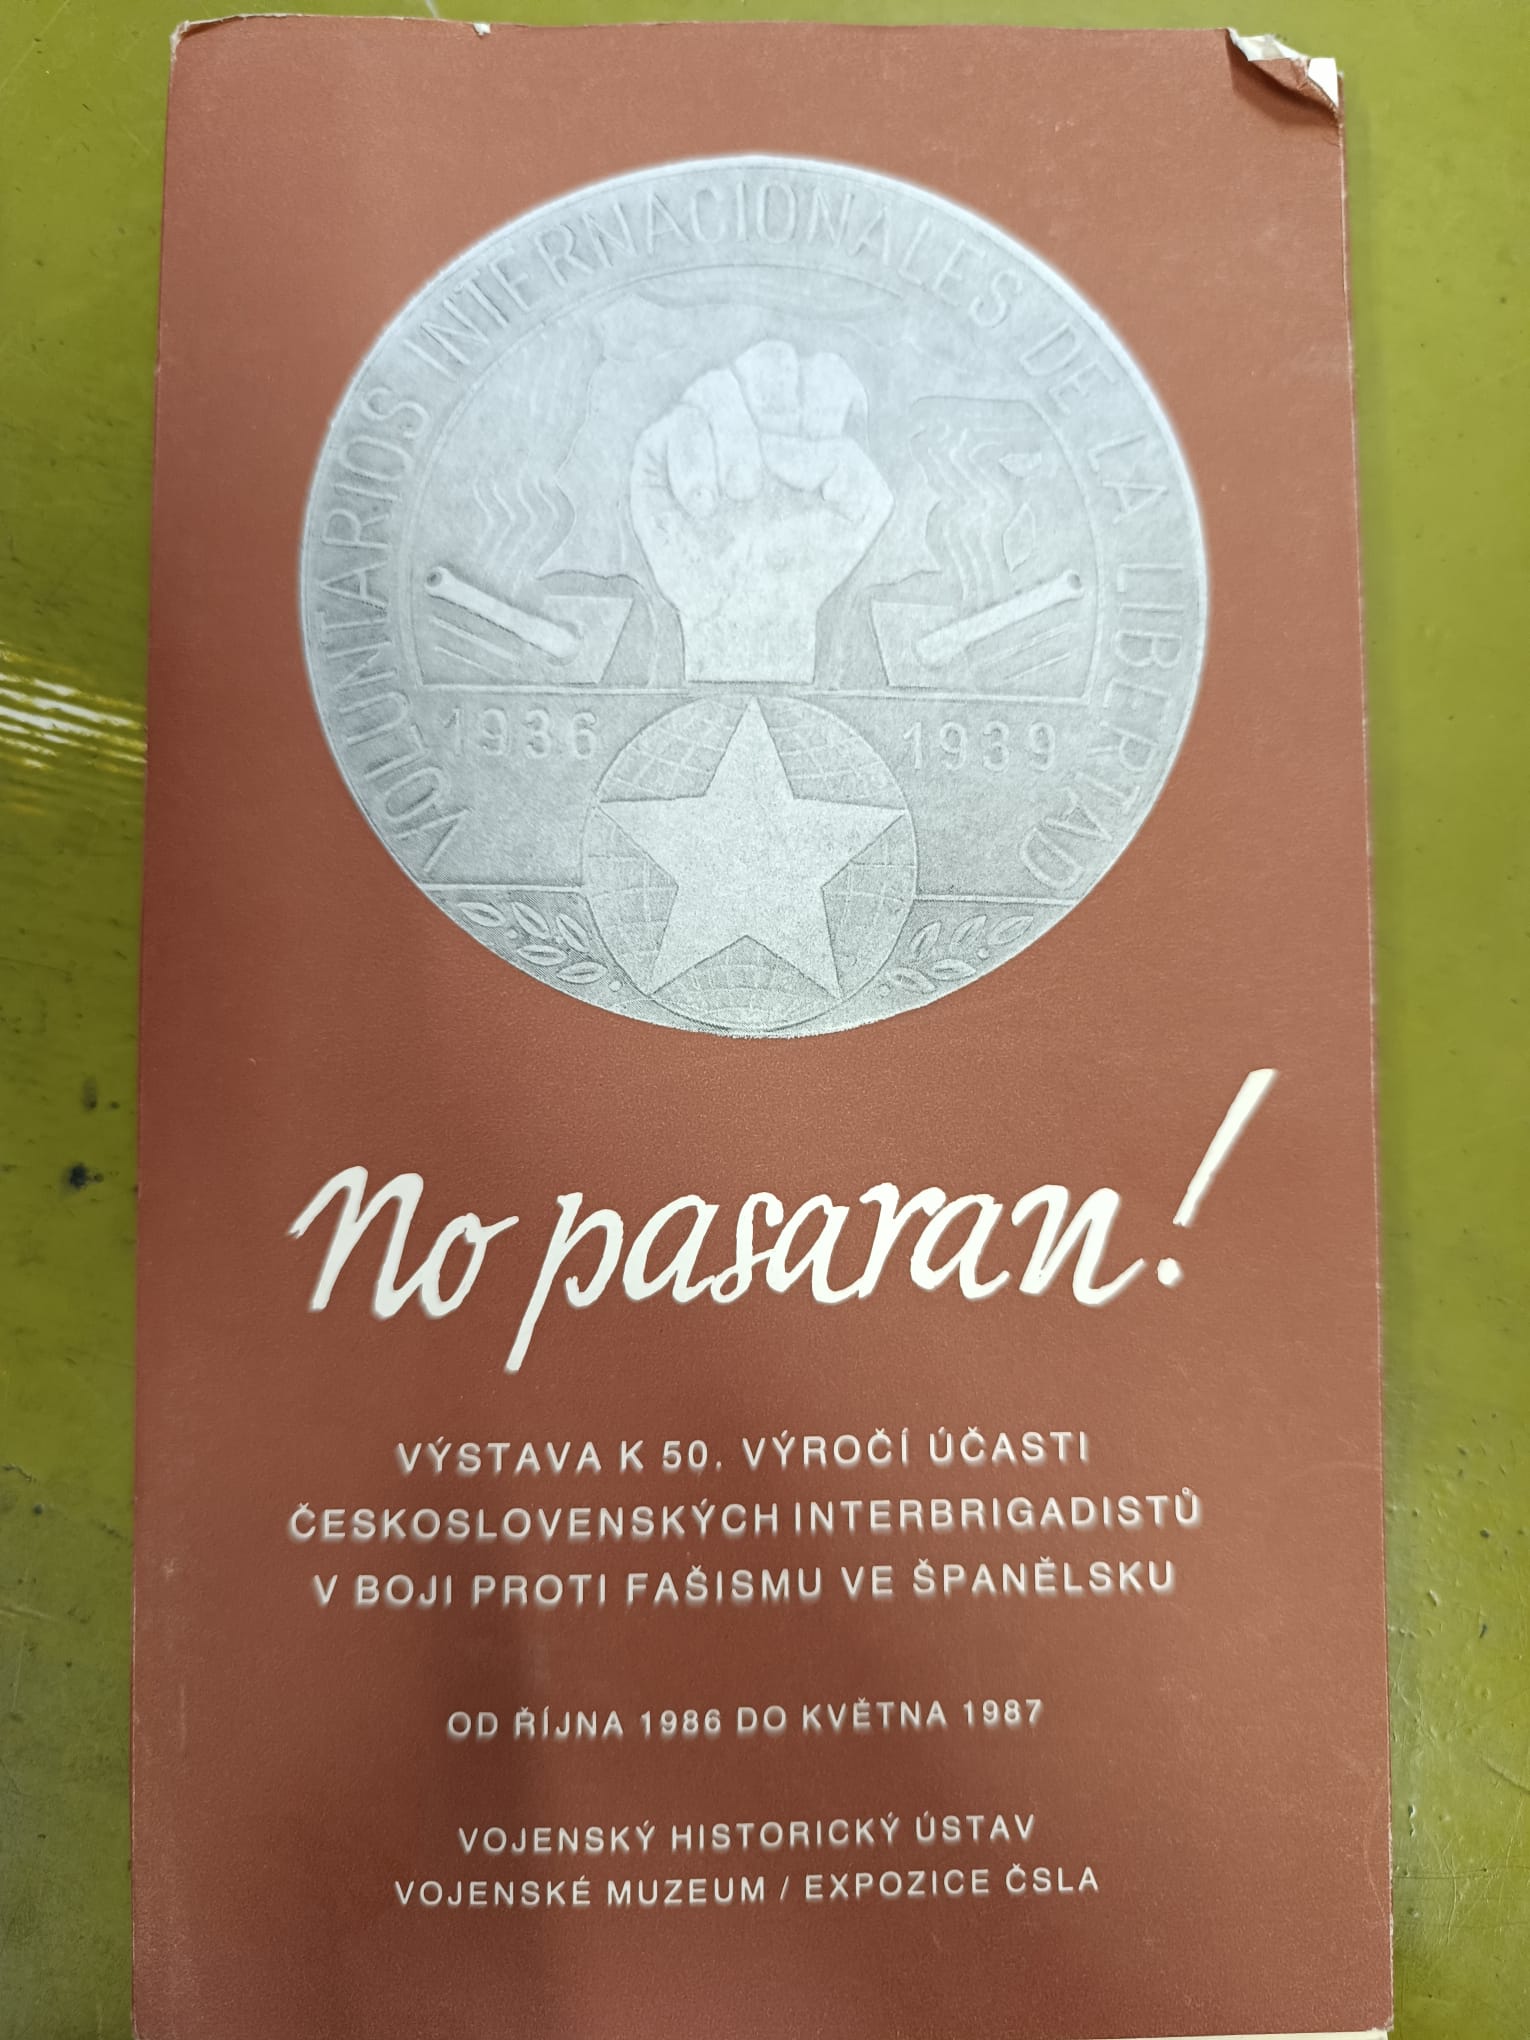 VOLUNTARIOS INTERNACIONALES DE LA LIBERTAD
1936 1939
No pasaran!
VÝSTAVA K 50. VÝROČÍ ÚČASTI
ČESKOSLOVENSKÝCH INTERBRIGADISTŮ
V BOJI PROTI FAŠISMU VE ŠPANĚLSKU
OD ŘÍJNA 1986 DO KVĚTNA 1987
VOJENSKÝ HISTORICKÝ ÚSTAV
VOJENSKÉ MUZEUM / EXPOZICE ČSLA